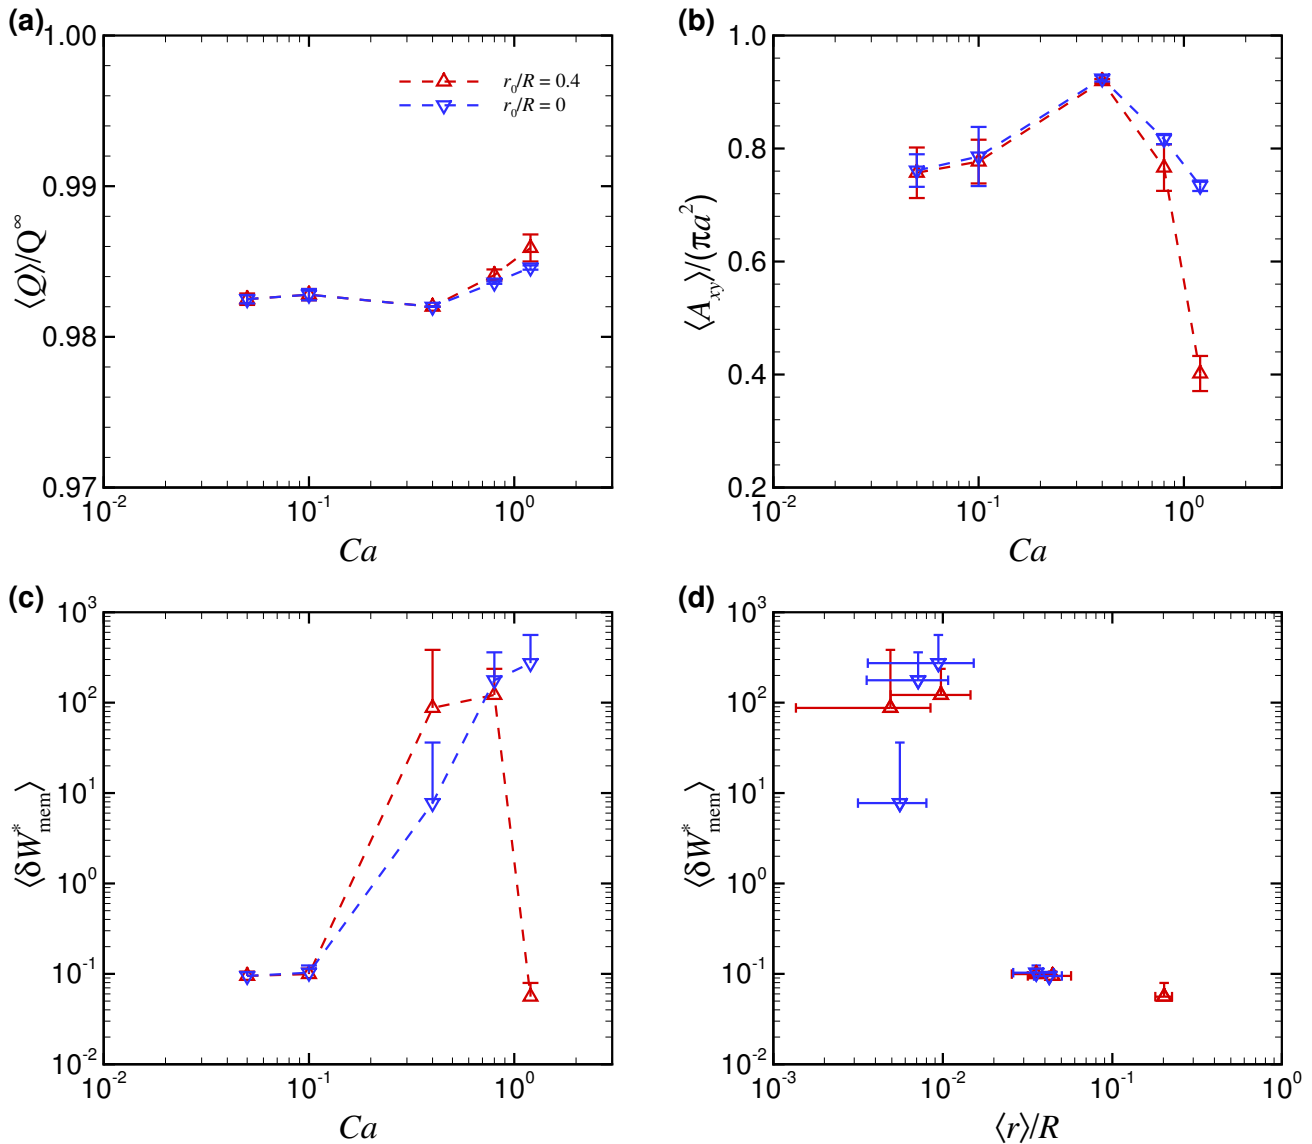 (a)
1.00
0.99
0.98
0.97
⟨Q⟩/Q^∞
r₀/R = 0.4
r₀/R = 0
10⁻² 10⁻¹ 10⁰
Ca
(b)
1.0
0.8
0.6
0.4
0.2
⟨A_xy⟩/(πa²)
10⁻² 10⁻¹ 10⁰
Ca
(c)
10³
10²
10¹
10⁰
10⁻¹
10⁻²
⟨δW*_mem⟩
10⁻² 10⁻¹ 10⁰
Ca
(d)
10³
10²
10¹
10⁰
10⁻¹
10⁻²
⟨δW*_mem⟩
10⁻³ 10⁻² 10⁻¹ 10⁰
⟨r⟩/R